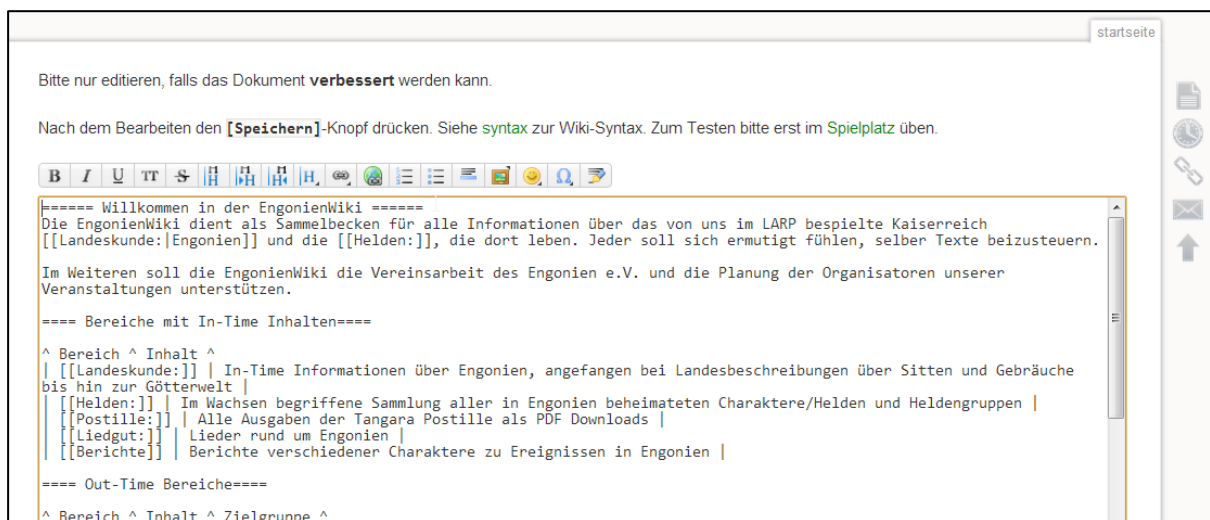 startseite
Bitte nur editieren, falls das Dokument verbessert werden kann.
Nach dem Bearbeiten den [Speichern]-Knopf drücken. Siehe syntax zur Wiki-Syntax. Zum Testen bitte erst im Spielplatz üben.
B I U TT S H H H H Ω
====== Willkommen in der EngonienWiki ======
Die EngonienWiki dient als Sammelbecken für alle Informationen über das von uns im LARP bespielte Kaiserreich
[[Landeskunde:|Engonien]] und die [[Helden:]], die dort leben. Jeder soll sich ermutigt fühlen, selber Texte beizusteuern.
Im Weiteren soll die EngonienWiki die Vereinsarbeit des Engonien e.V. und die Planung der Organisatoren unserer
Veranstaltungen unterstützen.
==== Bereiche mit In-Time Inhalten====
^ Bereich ^ Inhalt ^
| [[Landeskunde:]] | In-Time Informationen über Engonien, angefangen bei Landesbeschreibungen über Sitten und Gebräuche
bis hin zur Götterwelt |
| [[Helden:]] | Im Wachsen begriffene Sammlung aller in Engonien beheimateten Charaktere/Helden und Heldengruppen |
| [[Postille:]] | Alle Ausgaben der Tangara Postille als PDF Downloads |
| [[Liedgut:]] | Lieder rund um Engonien |
| [[Berichte]] | Berichte verschiedener Charaktere zu Ereignissen in Engonien |
==== Out-Time Bereiche====
^ Bereich ^ Inhalt ^ Zielgruppe ^